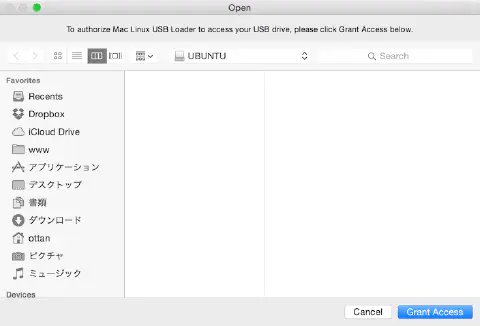 Open
To authorize Mac Linux USB Loader to access your USB drive, please click Grant Access below.
UBUNTU
Search
Favorites
Recents
Dropbox
iCloud Drive
www
アプリケーション
デスクトップ
書類
ダウンロード
ottan
ピクチャ
ミュージック
Devices
Cancel
Grant Access